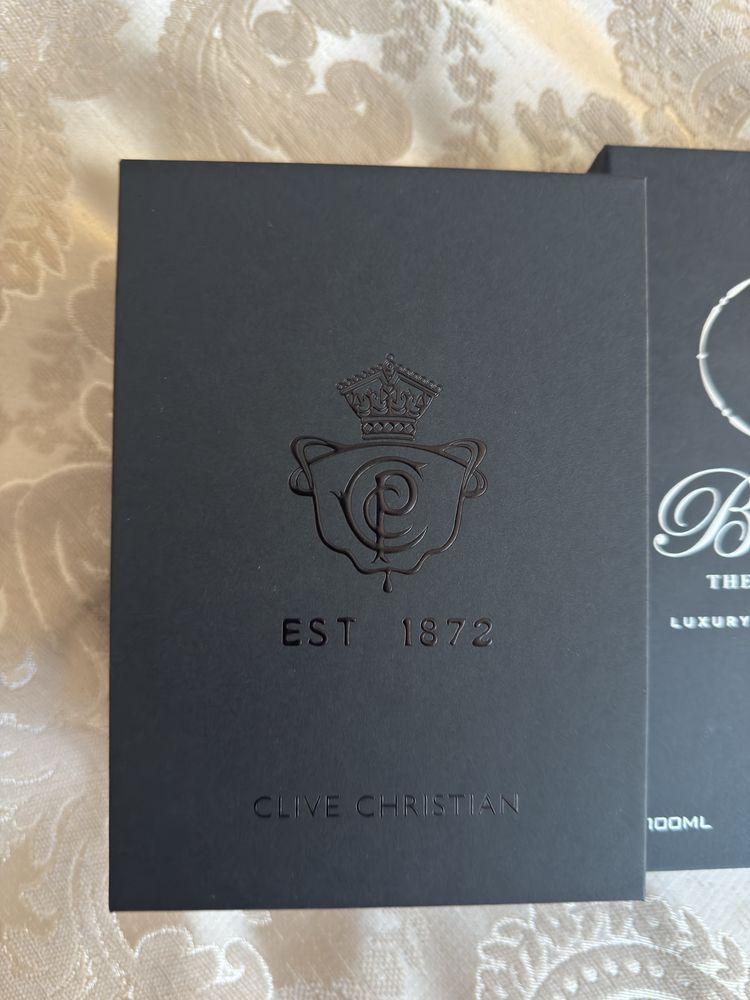 EST 1872
CLIVE CHRISTIAN
THE
LUXURY
100ML